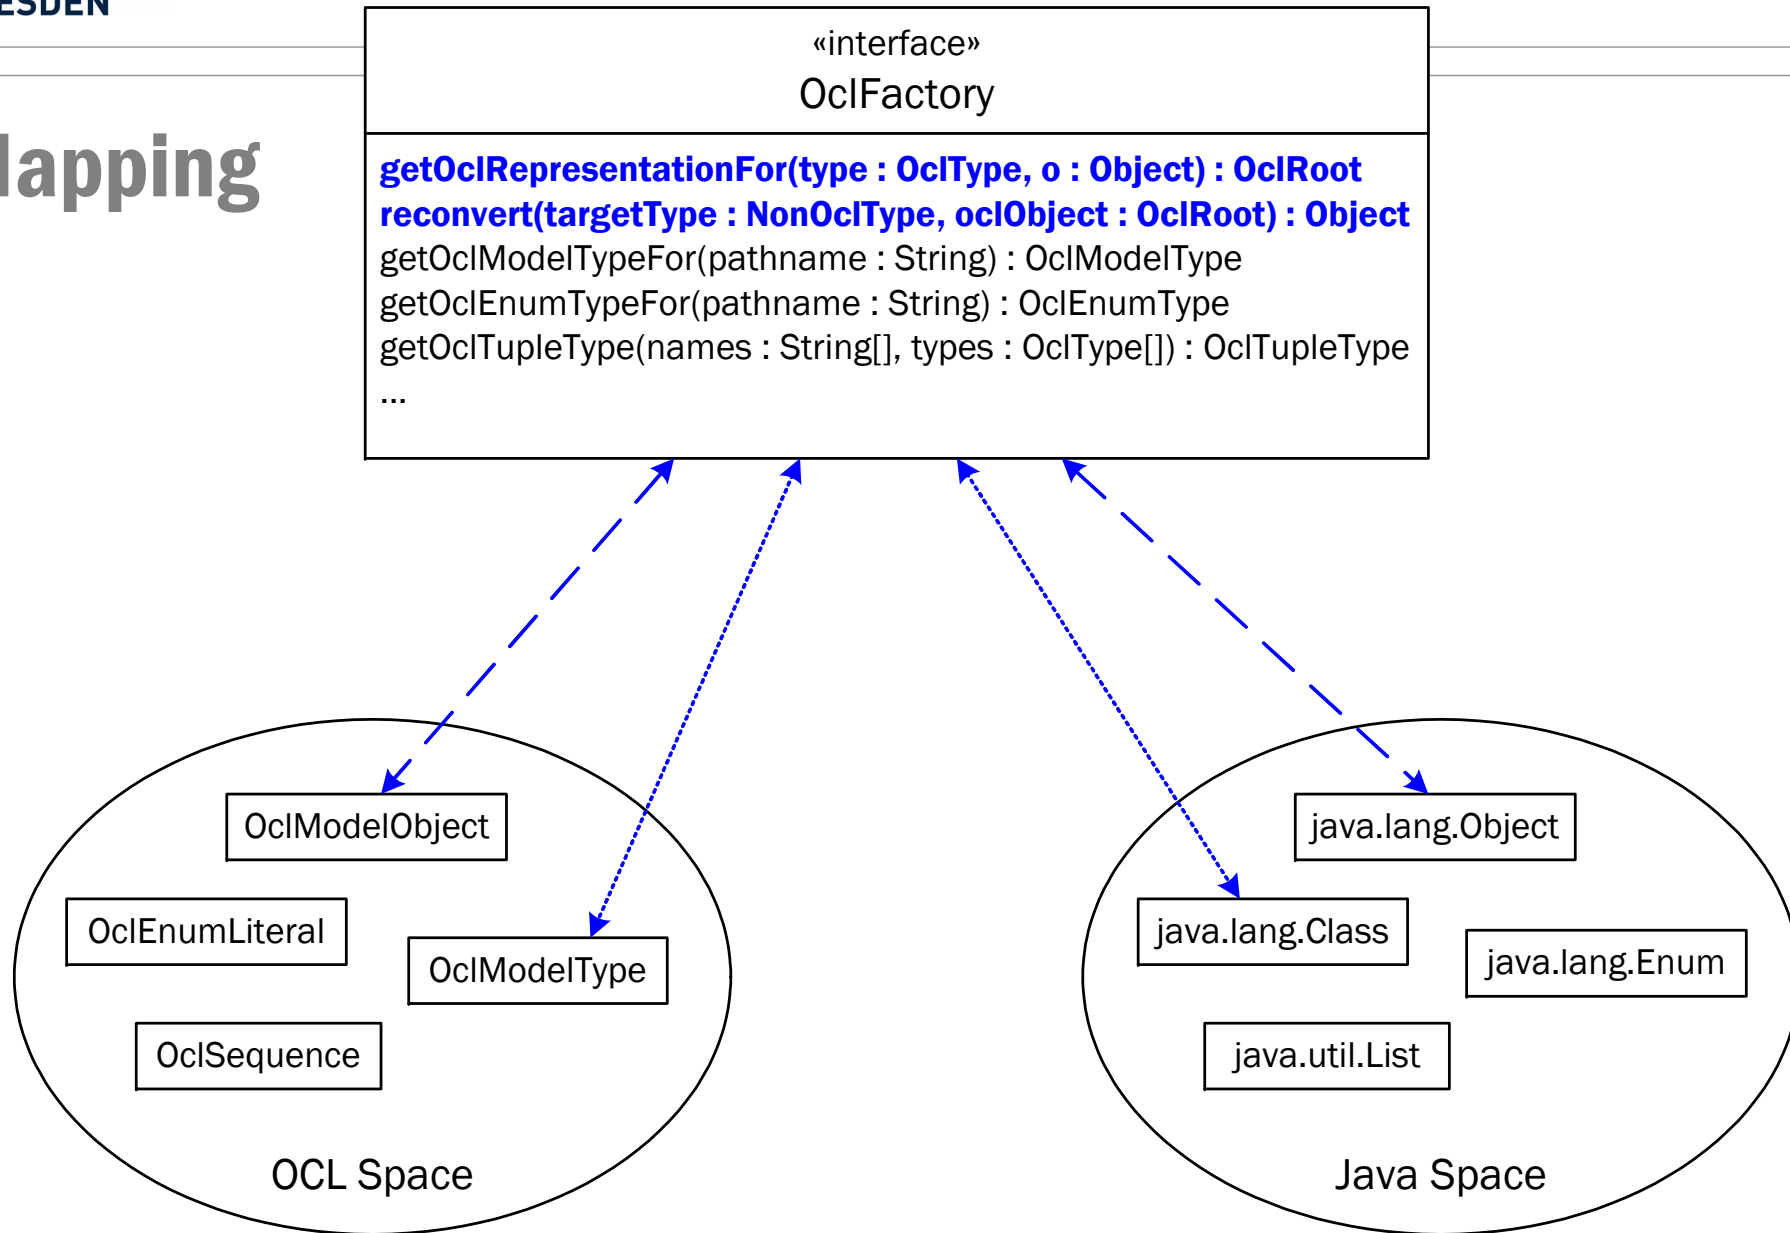 «interface»
OclFactory
getOclRepresentationFor(type : OclType, o : Object) : OclRoot
reconvert(targetType : NonOclType, oclObject : OclRoot) : Object
getOclModelTypeFor(pathname : String) : OclModelType
getOclEnumTypeFor(pathname : String) : OclEnumType
getOclTupleType(names : String[], types : OclType[]) : OclTupleType
...
OclModelObject
OclEnumLiteral
OclModelType
OclSequence
OCL Space
java.lang.Object
java.lang.Class
java.lang.Enum
java.util.List
Java Space